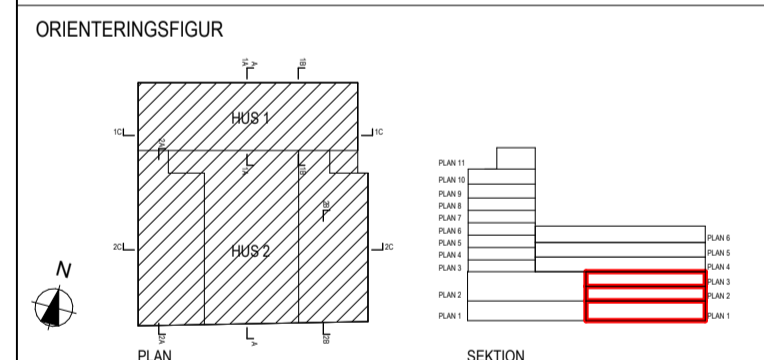 ORIENTERINGSFIGUR
1A A 1B
HUS 1
1C 1C
2A
1A 1B
2B
2C 2C
HUS 2
N
2A A 2B
PLAN
PLAN 11
PLAN 10
PLAN 9
PLAN 8
PLAN 7
PLAN 6 PLAN 6
PLAN 5 PLAN 5
PLAN 4 PLAN 4
PLAN 3 PLAN 3
PLAN 2 PLAN 2
PLAN 1 PLAN 1
SEKTION